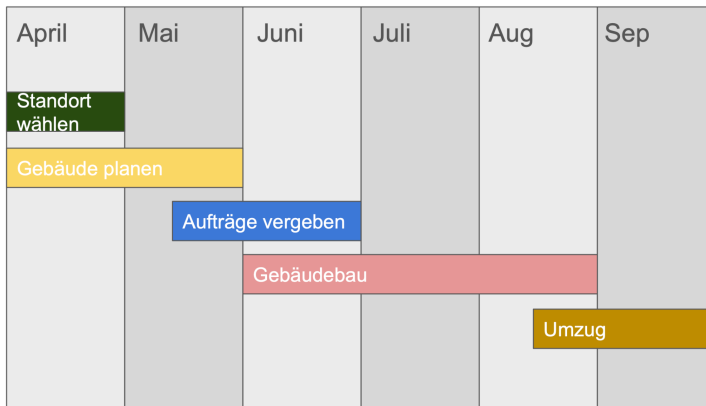 April
Mai
Juni
Juli
Aug
Sep
Standort
wählen
Gebäude planen
Aufträge vergeben
Gebäudebau
Umzug